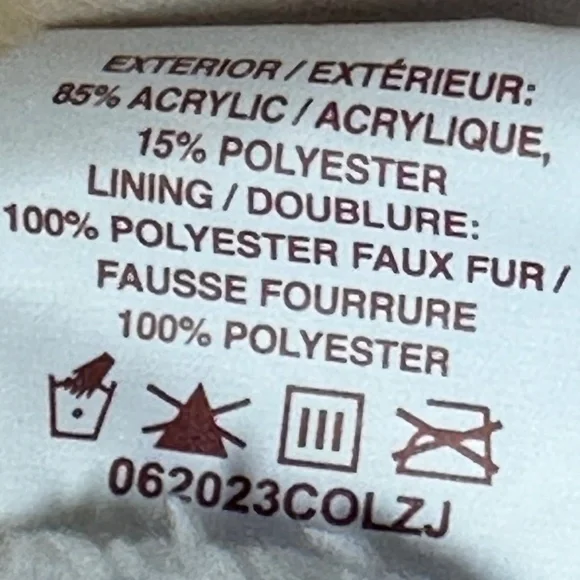 EXTERIOR / EXTÉRIEUR:
85% ACRYLIC / ACRYLIQUE,
15% POLYESTER
LINING / DOUBLURE:
100% POLYESTER FAUX FUR /
FAUSSE FOURRURE
100% POLYESTER
062023COLZJ